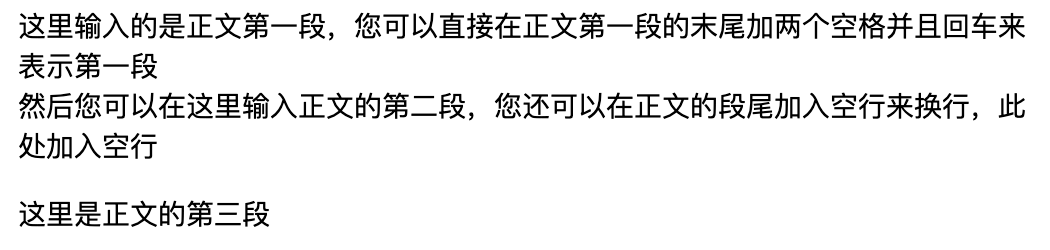 这里输入的是正文第一段，您可以直接在正文第一段的末尾加两个空格并且回车来
表示第一段
然后您可以在这里输入正文的第二段，您还可以在正文的段尾加入空行来换行，此
处加入空行
这里是正文的第三段